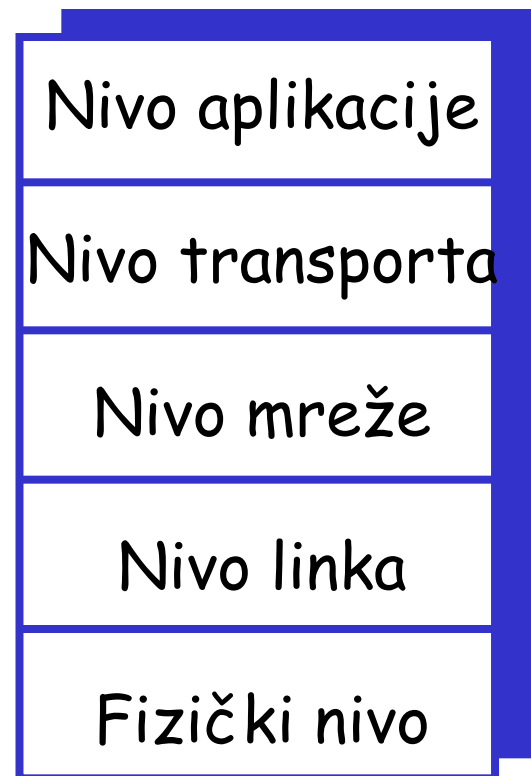 Nivo aplikacije
Nivo transporta
Nivo mreže
Nivo linka
Fizički nivo